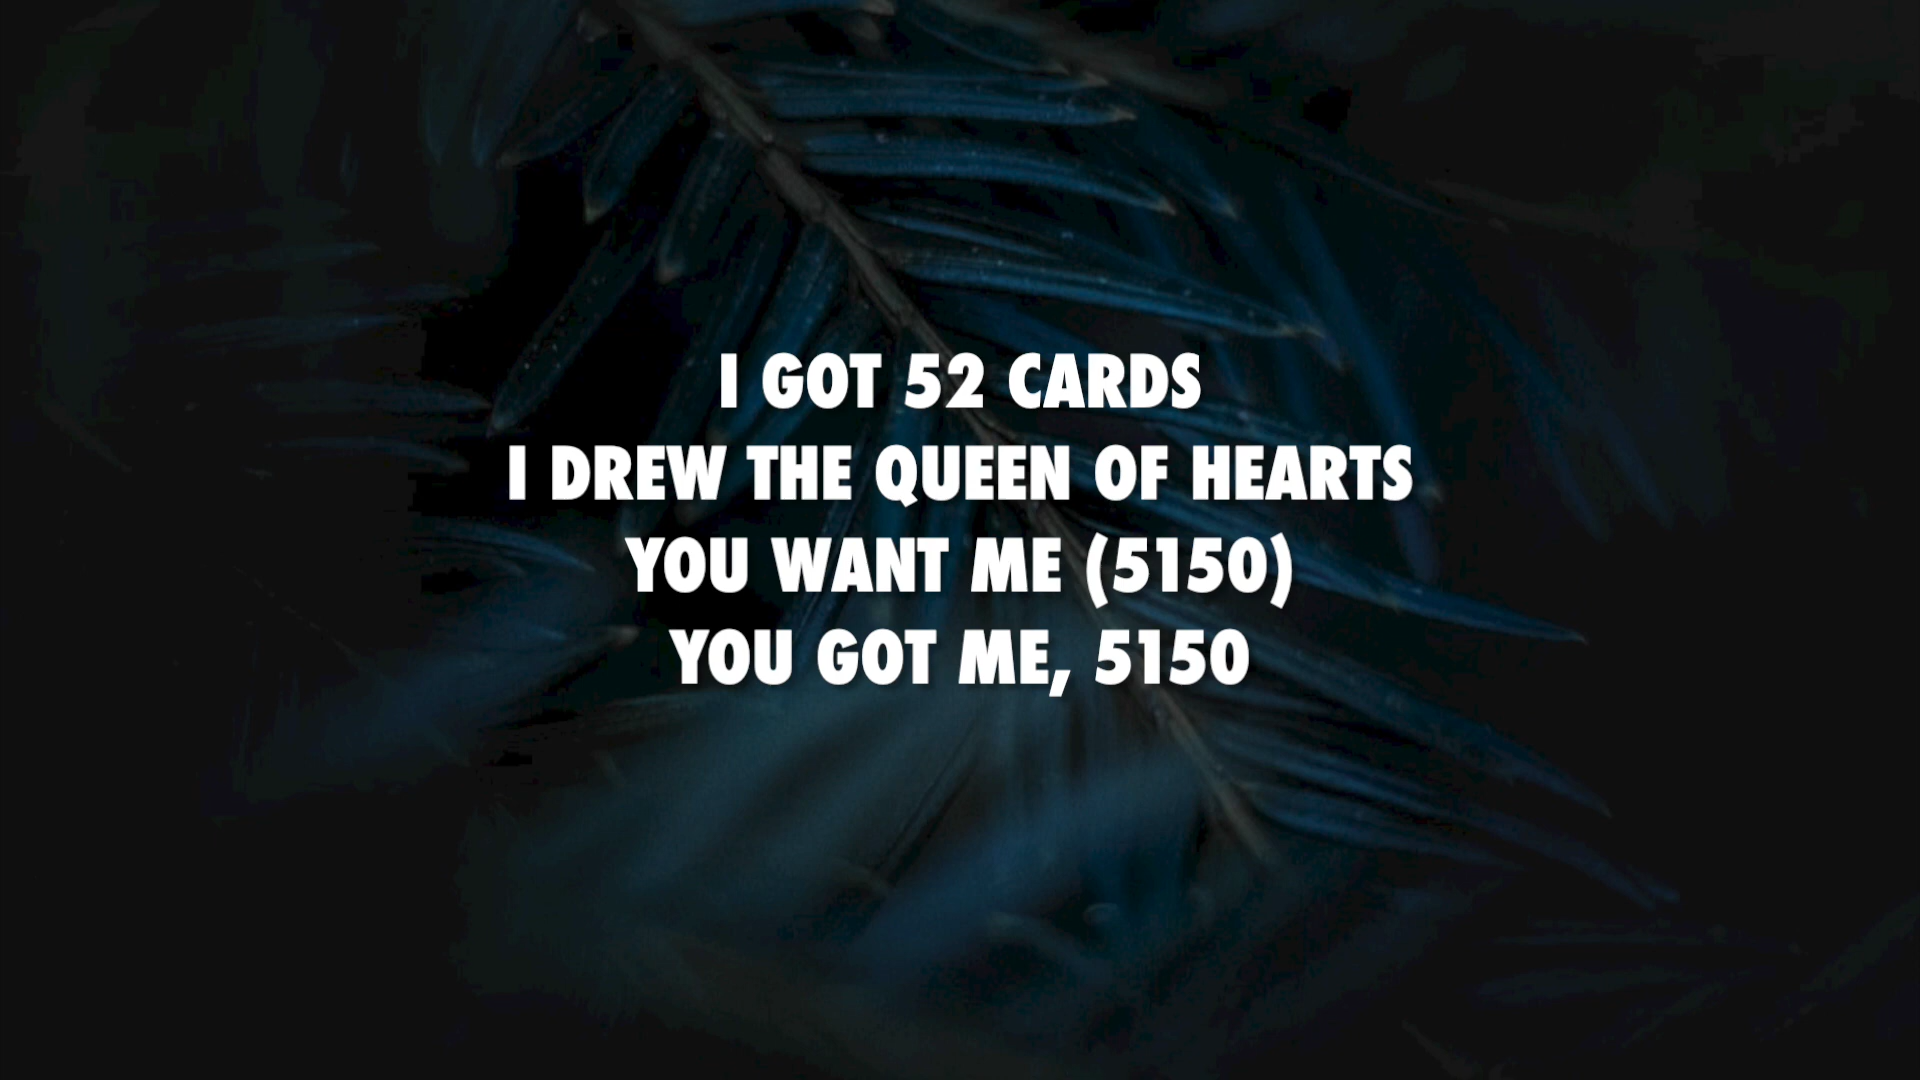 I GOT 52 CARDS
I DREW THE QUEEN OF HEARTS
YOU WANT ME (5150)
YOU GOT ME, 5150